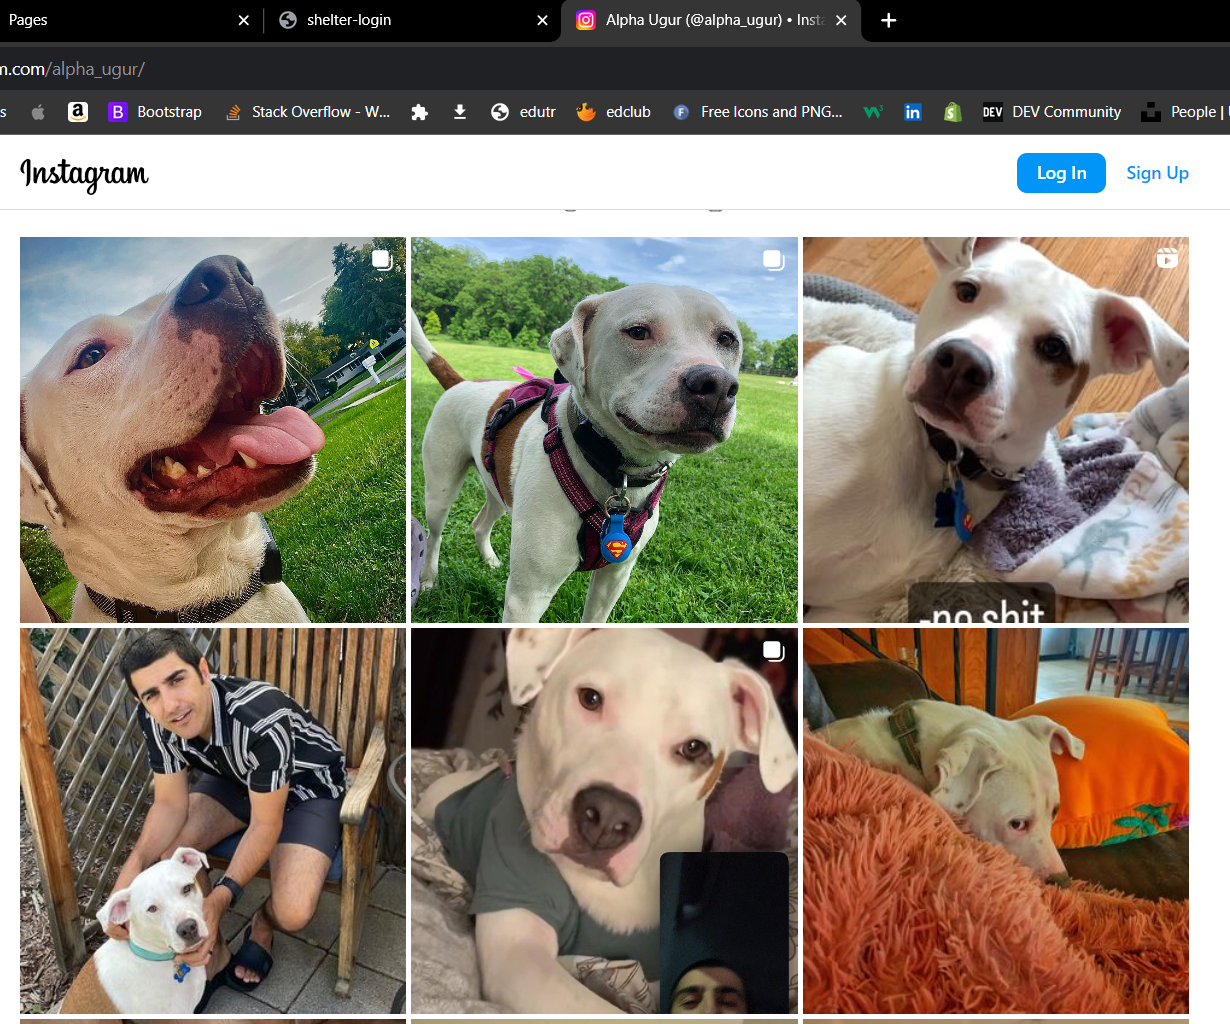 Pages
shelter-login
Alpha Ugur (@alpha_ugur) • Inst
m.com/alpha_ugur/
s
Bootstrap
Stack Overflow - W...
edutr
edclub
Free Icons and PNG...
DEV Community
People |
Instagram
Log In
Sign Up
-no shit